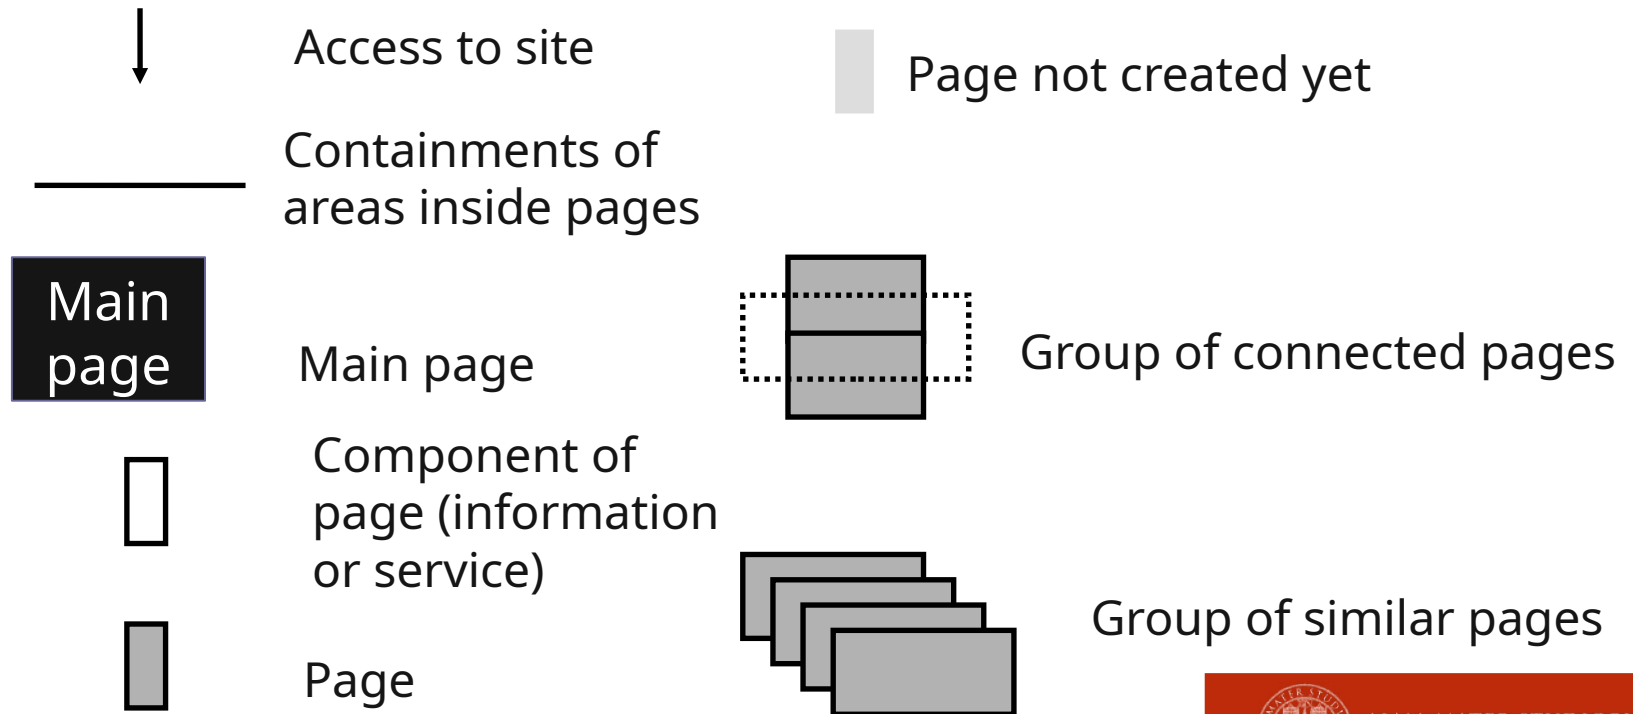 Access to site
Page not created yet
Containments of
areas inside pages
Main
page
Main page
Group of connected pages
Component of
page (information
or service)
Group of similar pages
Page